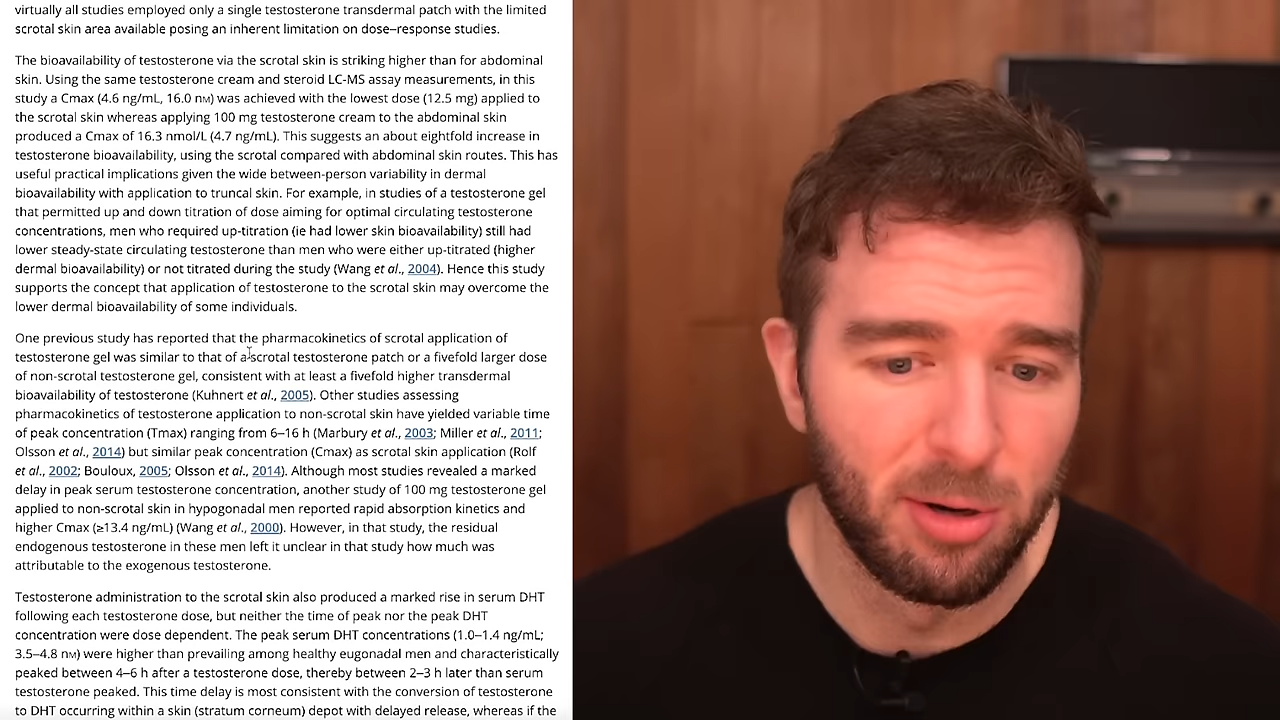 virtually all studies employed only a single testosterone transdermal patch with the limited
scrotal skin area available posing an inherent limitation on dose–response studies.
The bioavailability of testosterone via the scrotal skin is striking higher than for abdominal
skin. Using the same testosterone cream and steroid LC-MS assay measurements, in this
study a Cmax (4.6 ng/mL, 16.0 nM) was achieved with the lowest dose (12.5 mg) applied to
the scrotal skin whereas applying 100 mg testosterone cream to the abdominal skin
produced a Cmax of 16.3 nmol/L (4.7 ng/mL). This suggests an about eightfold increase in
testosterone bioavailability, using the scrotal compared with abdominal skin routes. This has
useful practical implications given the wide between-person variability in dermal
bioavailability with application to truncal skin. For example, in studies of a testosterone gel
that permitted up and down titration of dose aiming for optimal circulating testosterone
concentrations, men who required up-titration (ie had lower skin bioavailability) still had
lower steady-state circulating testosterone than men who were either up-titrated (higher
dermal bioavailability) or not titrated during the study (Wang et al., 2004). Hence this study
supports the concept that application of testosterone to the scrotal skin may overcome the
lower dermal bioavailability of some individuals.
One previous study has reported that the pharmacokinetics of scrotal application of
testosterone gel was similar to that of a scrotal testosterone patch or a fivefold larger dose
of non-scrotal testosterone gel, consistent with at least a fivefold higher transdermal
bioavailability of testosterone (Kuhnert et al., 2005). Other studies assessing
pharmacokinetics of testosterone application to non-scrotal skin have yielded variable time
of peak concentration (Tmax) ranging from 6–16 h (Marbury et al., 2003; Miller et al., 2011;
Olsson et al., 2014) but similar peak concentration (Cmax) as scrotal skin application (Rolf
et al., 2002; Bouloux, 2005; Olsson et al., 2014). Although most studies revealed a marked
delay in peak serum testosterone concentration, another study of 100 mg testosterone gel
applied to non-scrotal skin in hypogonadal men reported rapid absorption kinetics and
higher Cmax (≥13.4 ng/mL) (Wang et al., 2000). However, in that study, the residual
endogenous testosterone in these men left it unclear in that study how much was
attributable to the exogenous testosterone.
Testosterone administration to the scrotal skin also produced a marked rise in serum DHT
following each testosterone dose, but neither the time of peak nor the peak DHT
concentration were dose dependent. The peak serum DHT concentrations (1.0–1.4 ng/mL;
3.5–4.8 nM) were higher than prevailing among healthy eugonadal men and characteristically
peaked between 4–6 h after a testosterone dose, thereby between 2–3 h later than serum
testosterone peaked. This time delay is most consistent with the conversion of testosterone
to DHT occurring within a skin (stratum corneum) depot with delayed release, whereas if the